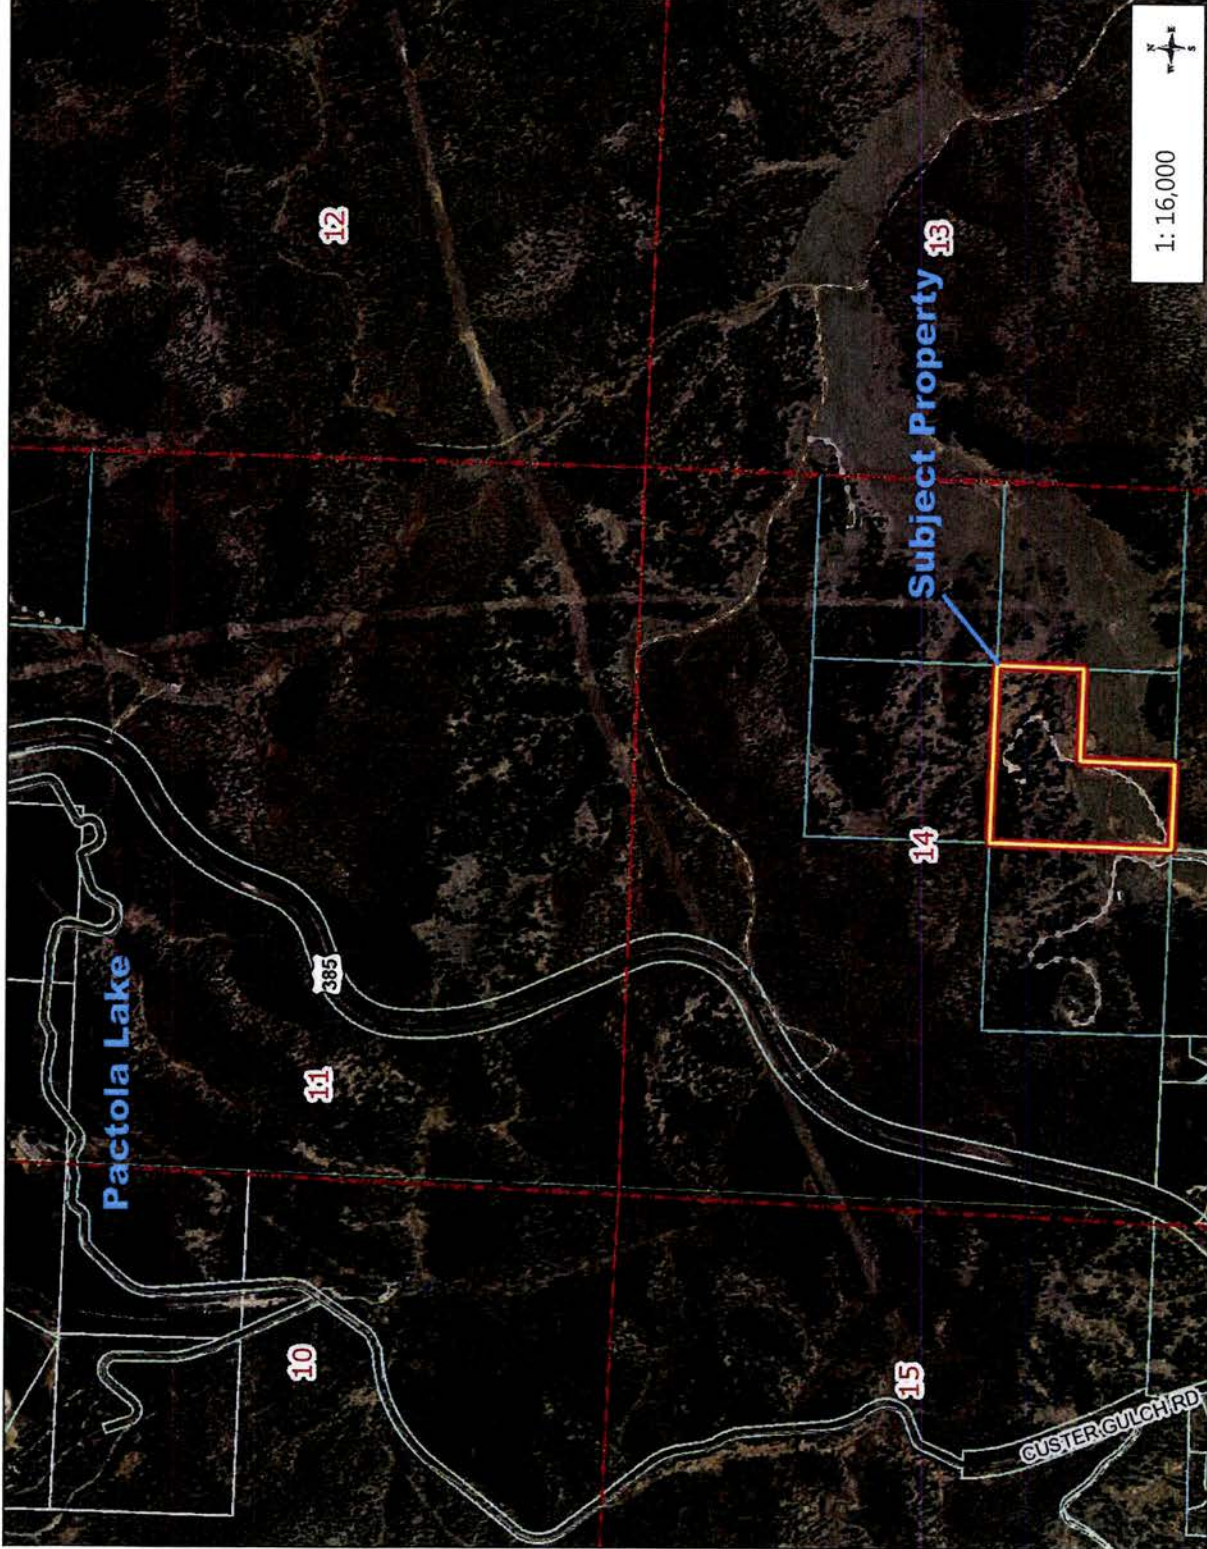 Pactola Lake
12
11
10
385
Subject Property
13
14
15
CUSTER GULCH RD
1: 16,000
N
W
E
S